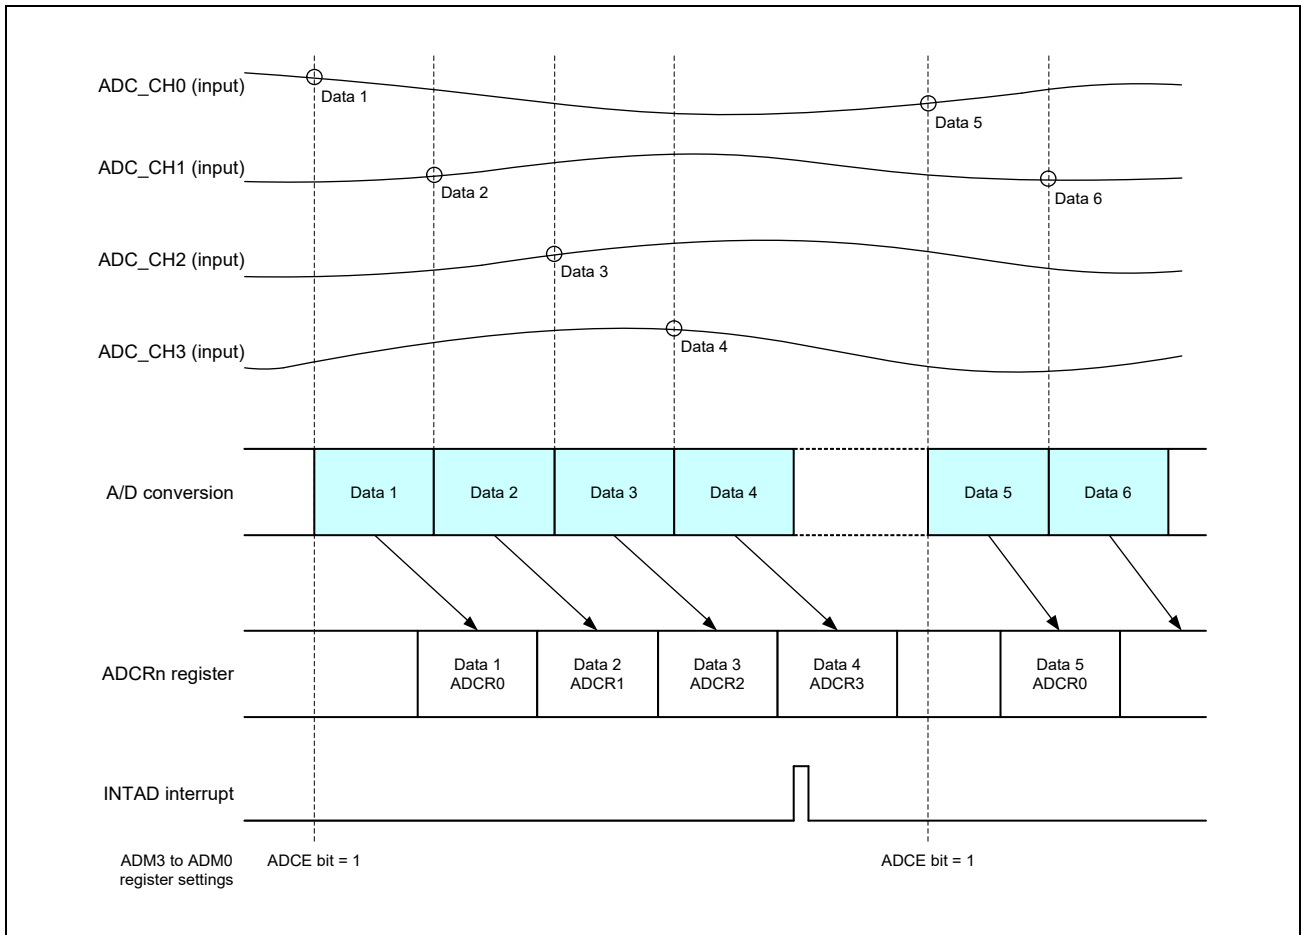 ADC_CH0 (input)
Data 1
Data 5
ADC_CH1 (input)
Data 2
Data 6
ADC_CH2 (input)
Data 3
ADC_CH3 (input)
Data 4
A/D conversion
Data 1
Data 2
Data 3
Data 4
Data 5
Data 6
ADCRn register
Data 1
ADCR0
Data 2
ADCR1
Data 3
ADCR2
Data 4
ADCR3
Data 5
ADCR0
INTAD interrupt
ADM3 to ADM0
register settings
ADCE bit = 1
ADCE bit = 1